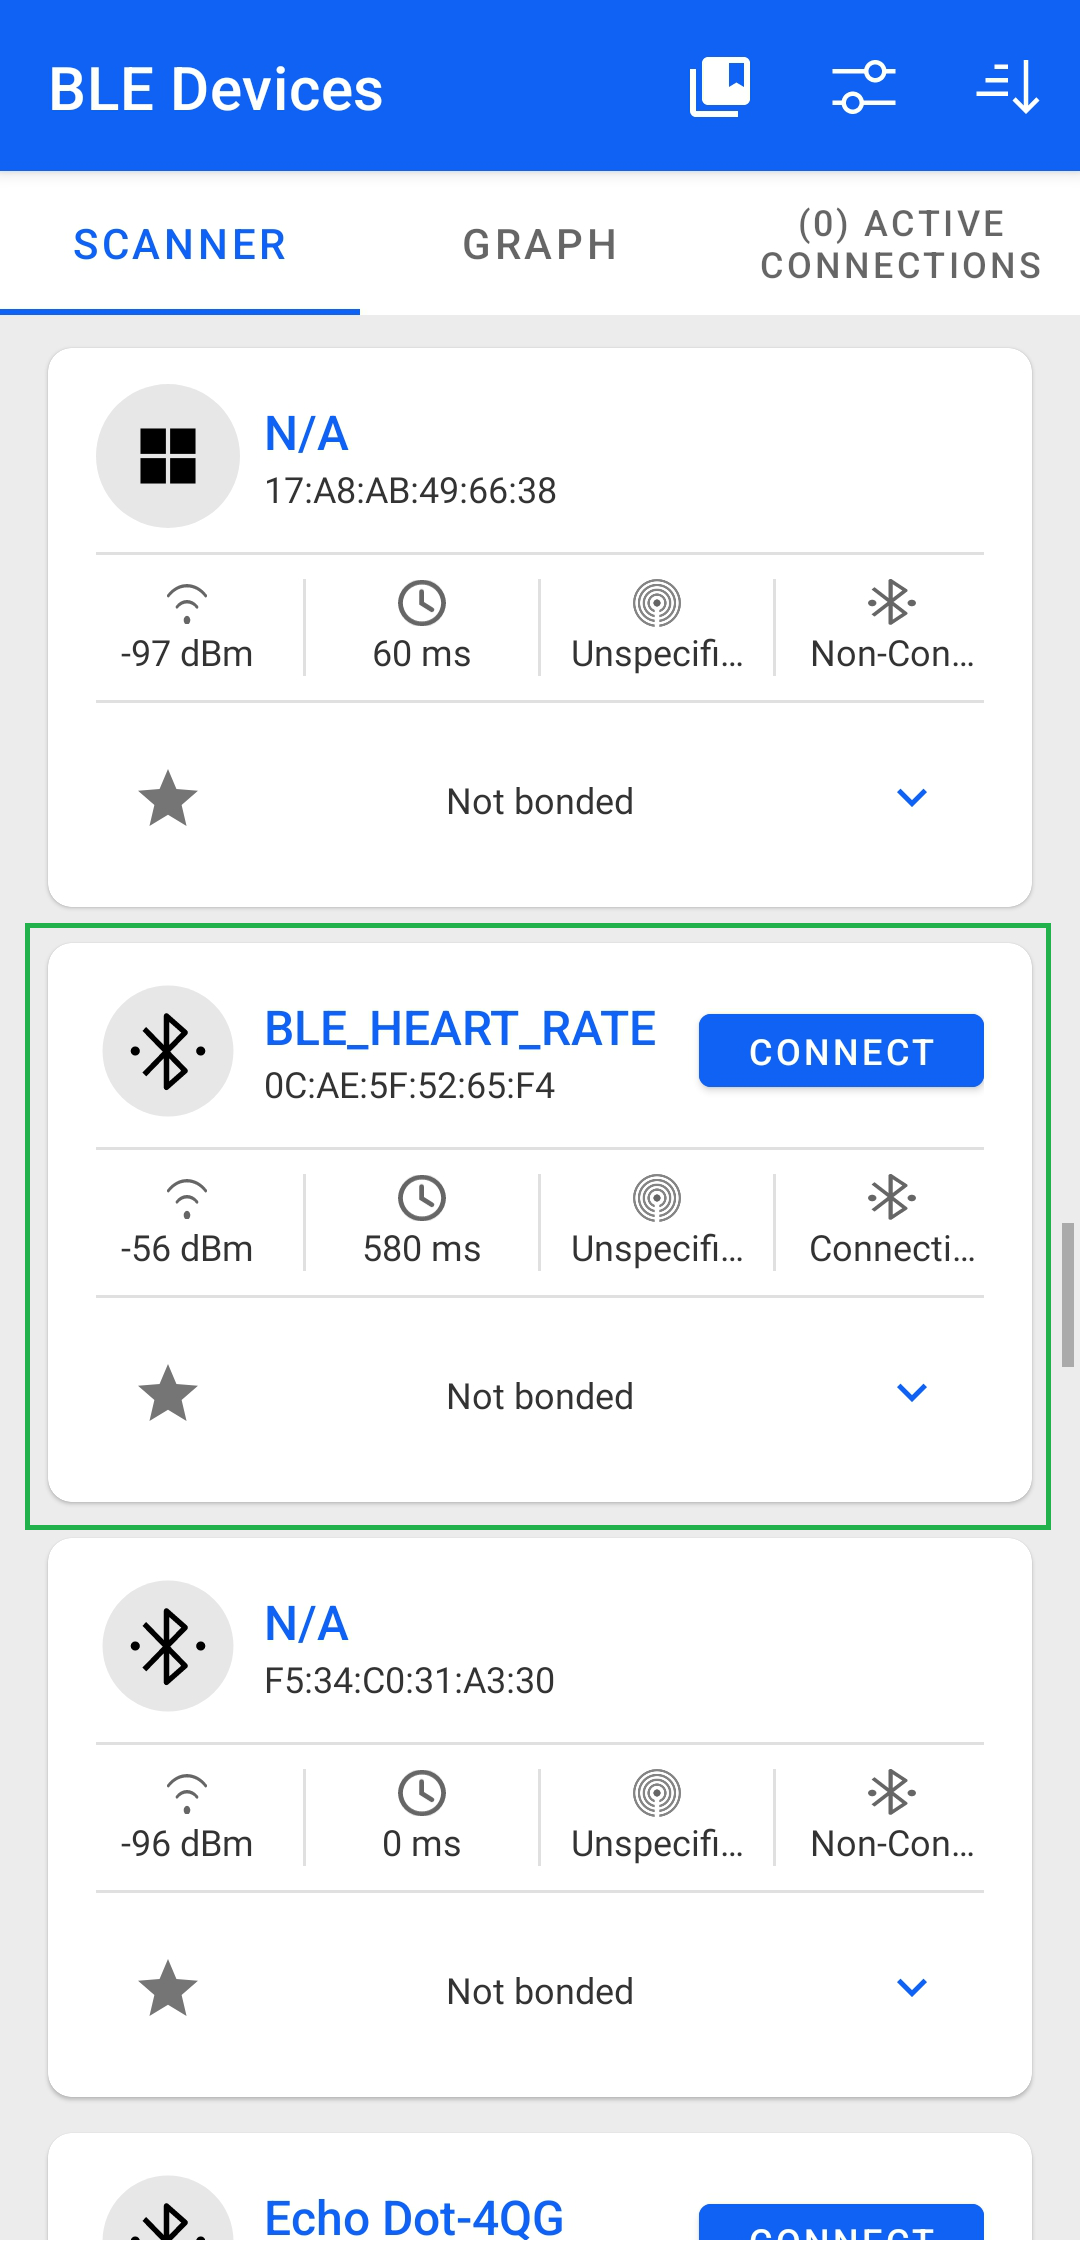 BLE Devices
SCANNER
GRAPH
(0) ACTIVE
CONNECTIONS
N/A
17:A8:AB:49:66:38
-97 dBm
60 ms
Unspecifi...
Non-Con...
Not bonded
BLE_HEART_RATE
CONNECT
0C:AE:5F:52:65:F4
-56 dBm
580 ms
Unspecifi...
Connecti...
Not bonded
N/A
F5:34:C0:31:A3:30
-96 dBm
0 ms
Unspecifi...
Non-Con...
Not bonded
Echo Dot-4QG
CONNECT